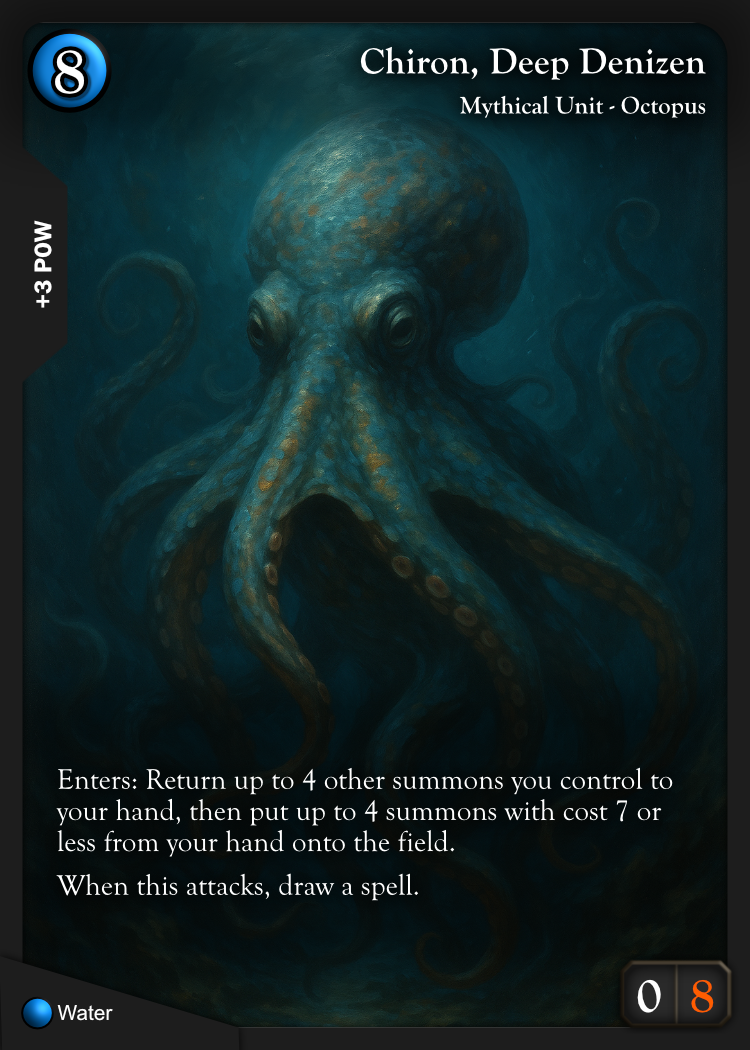 8
Chiron, Deep Denizen
Mythical Unit - Octopus
+3 POW
Enters: Return up to 4 other summons you control to
your hand, then put up to 4 summons with cost 7 or
less from your hand onto the field.
When this attacks, draw a spell.
0 8
Water